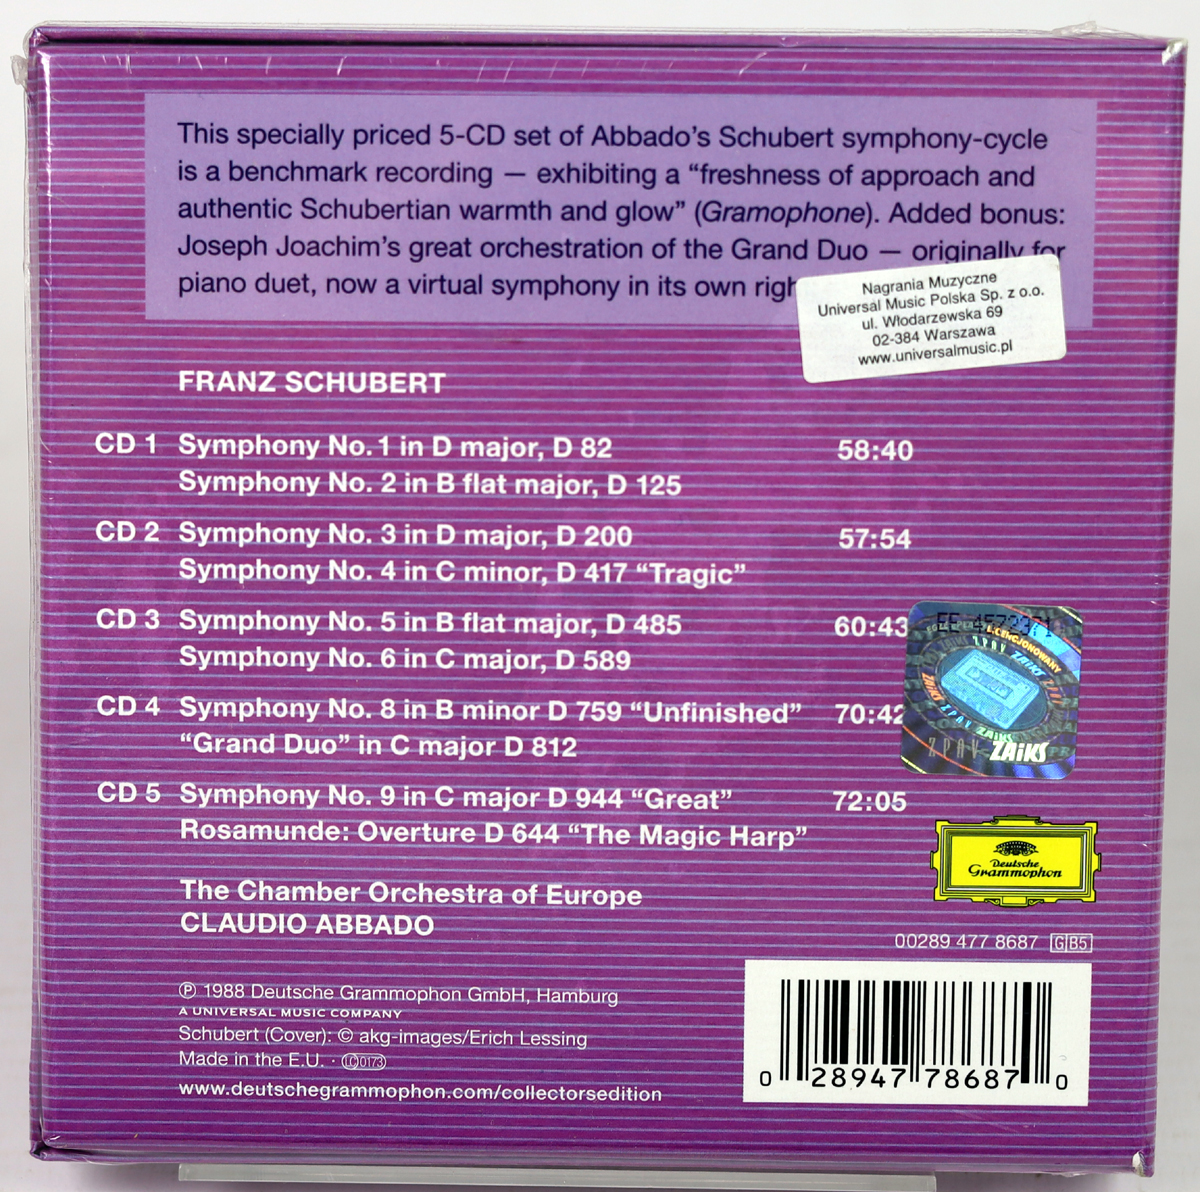 This specially priced 5-CD set of Abbado's Schubert symphony-cycle
is a benchmark recording — exhibiting a “freshness of approach and
authentic Schubertian warmth and glow” (Gramophone). Added bonus:
Joseph Joachim's great orchestration of the Grand Duo — originally for
piano duet, now a virtual symphony in its own righ
Nagrania Muzyczne
Universal Music Polska Sp. z o.o.
ul. Włodarzewska 69
02-384 Warszawa
www.universalmusic.pl
FRANZ SCHUBERT
CD 1 Symphony No. 1 in D major, D 82 58:40
Symphony No. 2 in B flat major, D 125
CD 2 Symphony No. 3 in D major, D 200 57:54
Symphony No. 4 in C minor, D 417 “Tragic”
CD 3 Symphony No. 5 in B flat major, D 485 60:43
Symphony No. 6 in C major, D 589
CD 4 Symphony No. 8 in B minor D 759 “Unfinished” 70:42
“Grand Duo” in C major D 812
CD 5 Symphony No. 9 in C major D 944 “Great” 72:05
Rosamunde: Overture D 644 “The Magic Harp”
LICENCJONOWANY
ZPAV ZAiKS
ZPAV ZAiKS
ZPAV ZAiKS
Deutsche
Grammophon
The Chamber Orchestra of Europe
CLAUDIO ABBADO
00289 477 8687 GB5
℗ 1988 Deutsche Grammophon GmbH, Hamburg
A UNIVERSAL MUSIC COMPANY
Schubert (Cover): © akg-images/Erich Lessing
Made in the E.U. · LC 0173
www.deutschegrammophon.com/collectorsedition
0 28947 78687 0